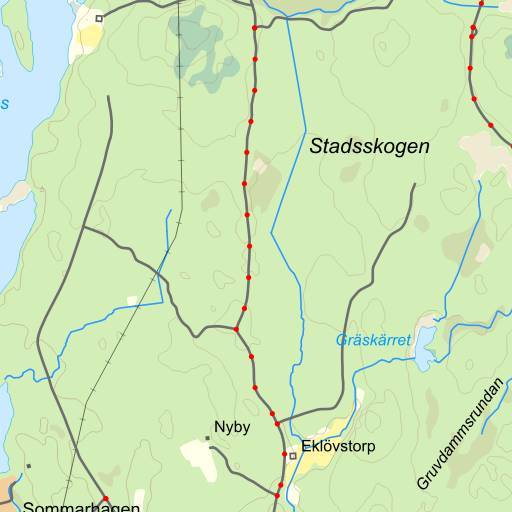 s
Stadsskogen
Gräskärret
Gruvdammsrundan
Nyby
Eklövstorp
Sommarhagen